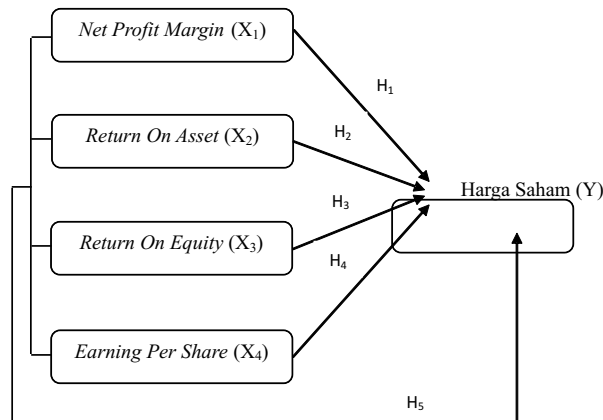 Net Profit Margin (X₁)
H₁
Return On Asset (X₂)
H₂
Harga Saham (Y)
H₃
Return On Equity (X₃)
H₄
Earning Per Share (X₄)
H₅